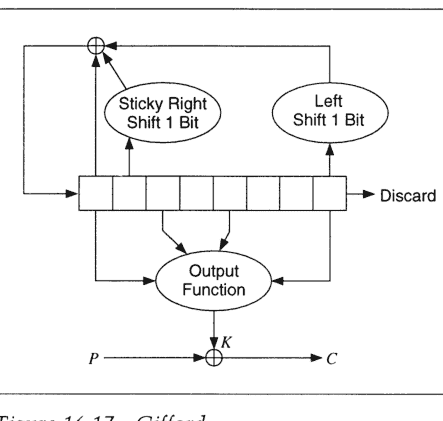 Sticky Right
Shift 1 Bit
Left
Shift 1 Bit
Discard
Output
Function
K
P
C
Figure 16.17 Gifford